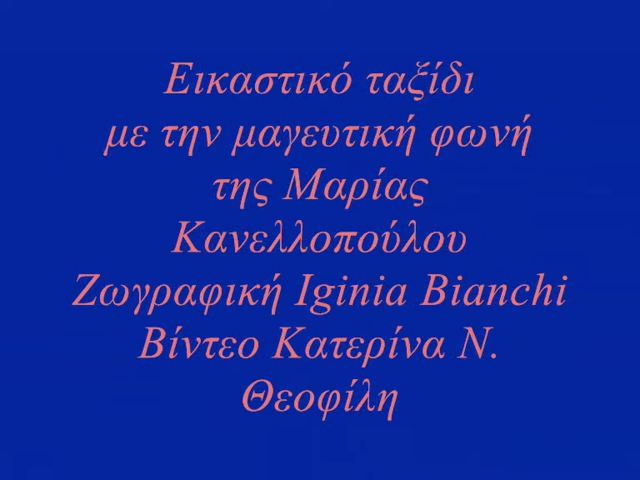 Εικαστικό ταξίδι
με την μαγευτική φωνή
της Μαρίας
Κανελλοπούλου
Ζωγραφική Iginia Bianchi
Βίντεο Κατερίνα Ν.
Θεοφίλη